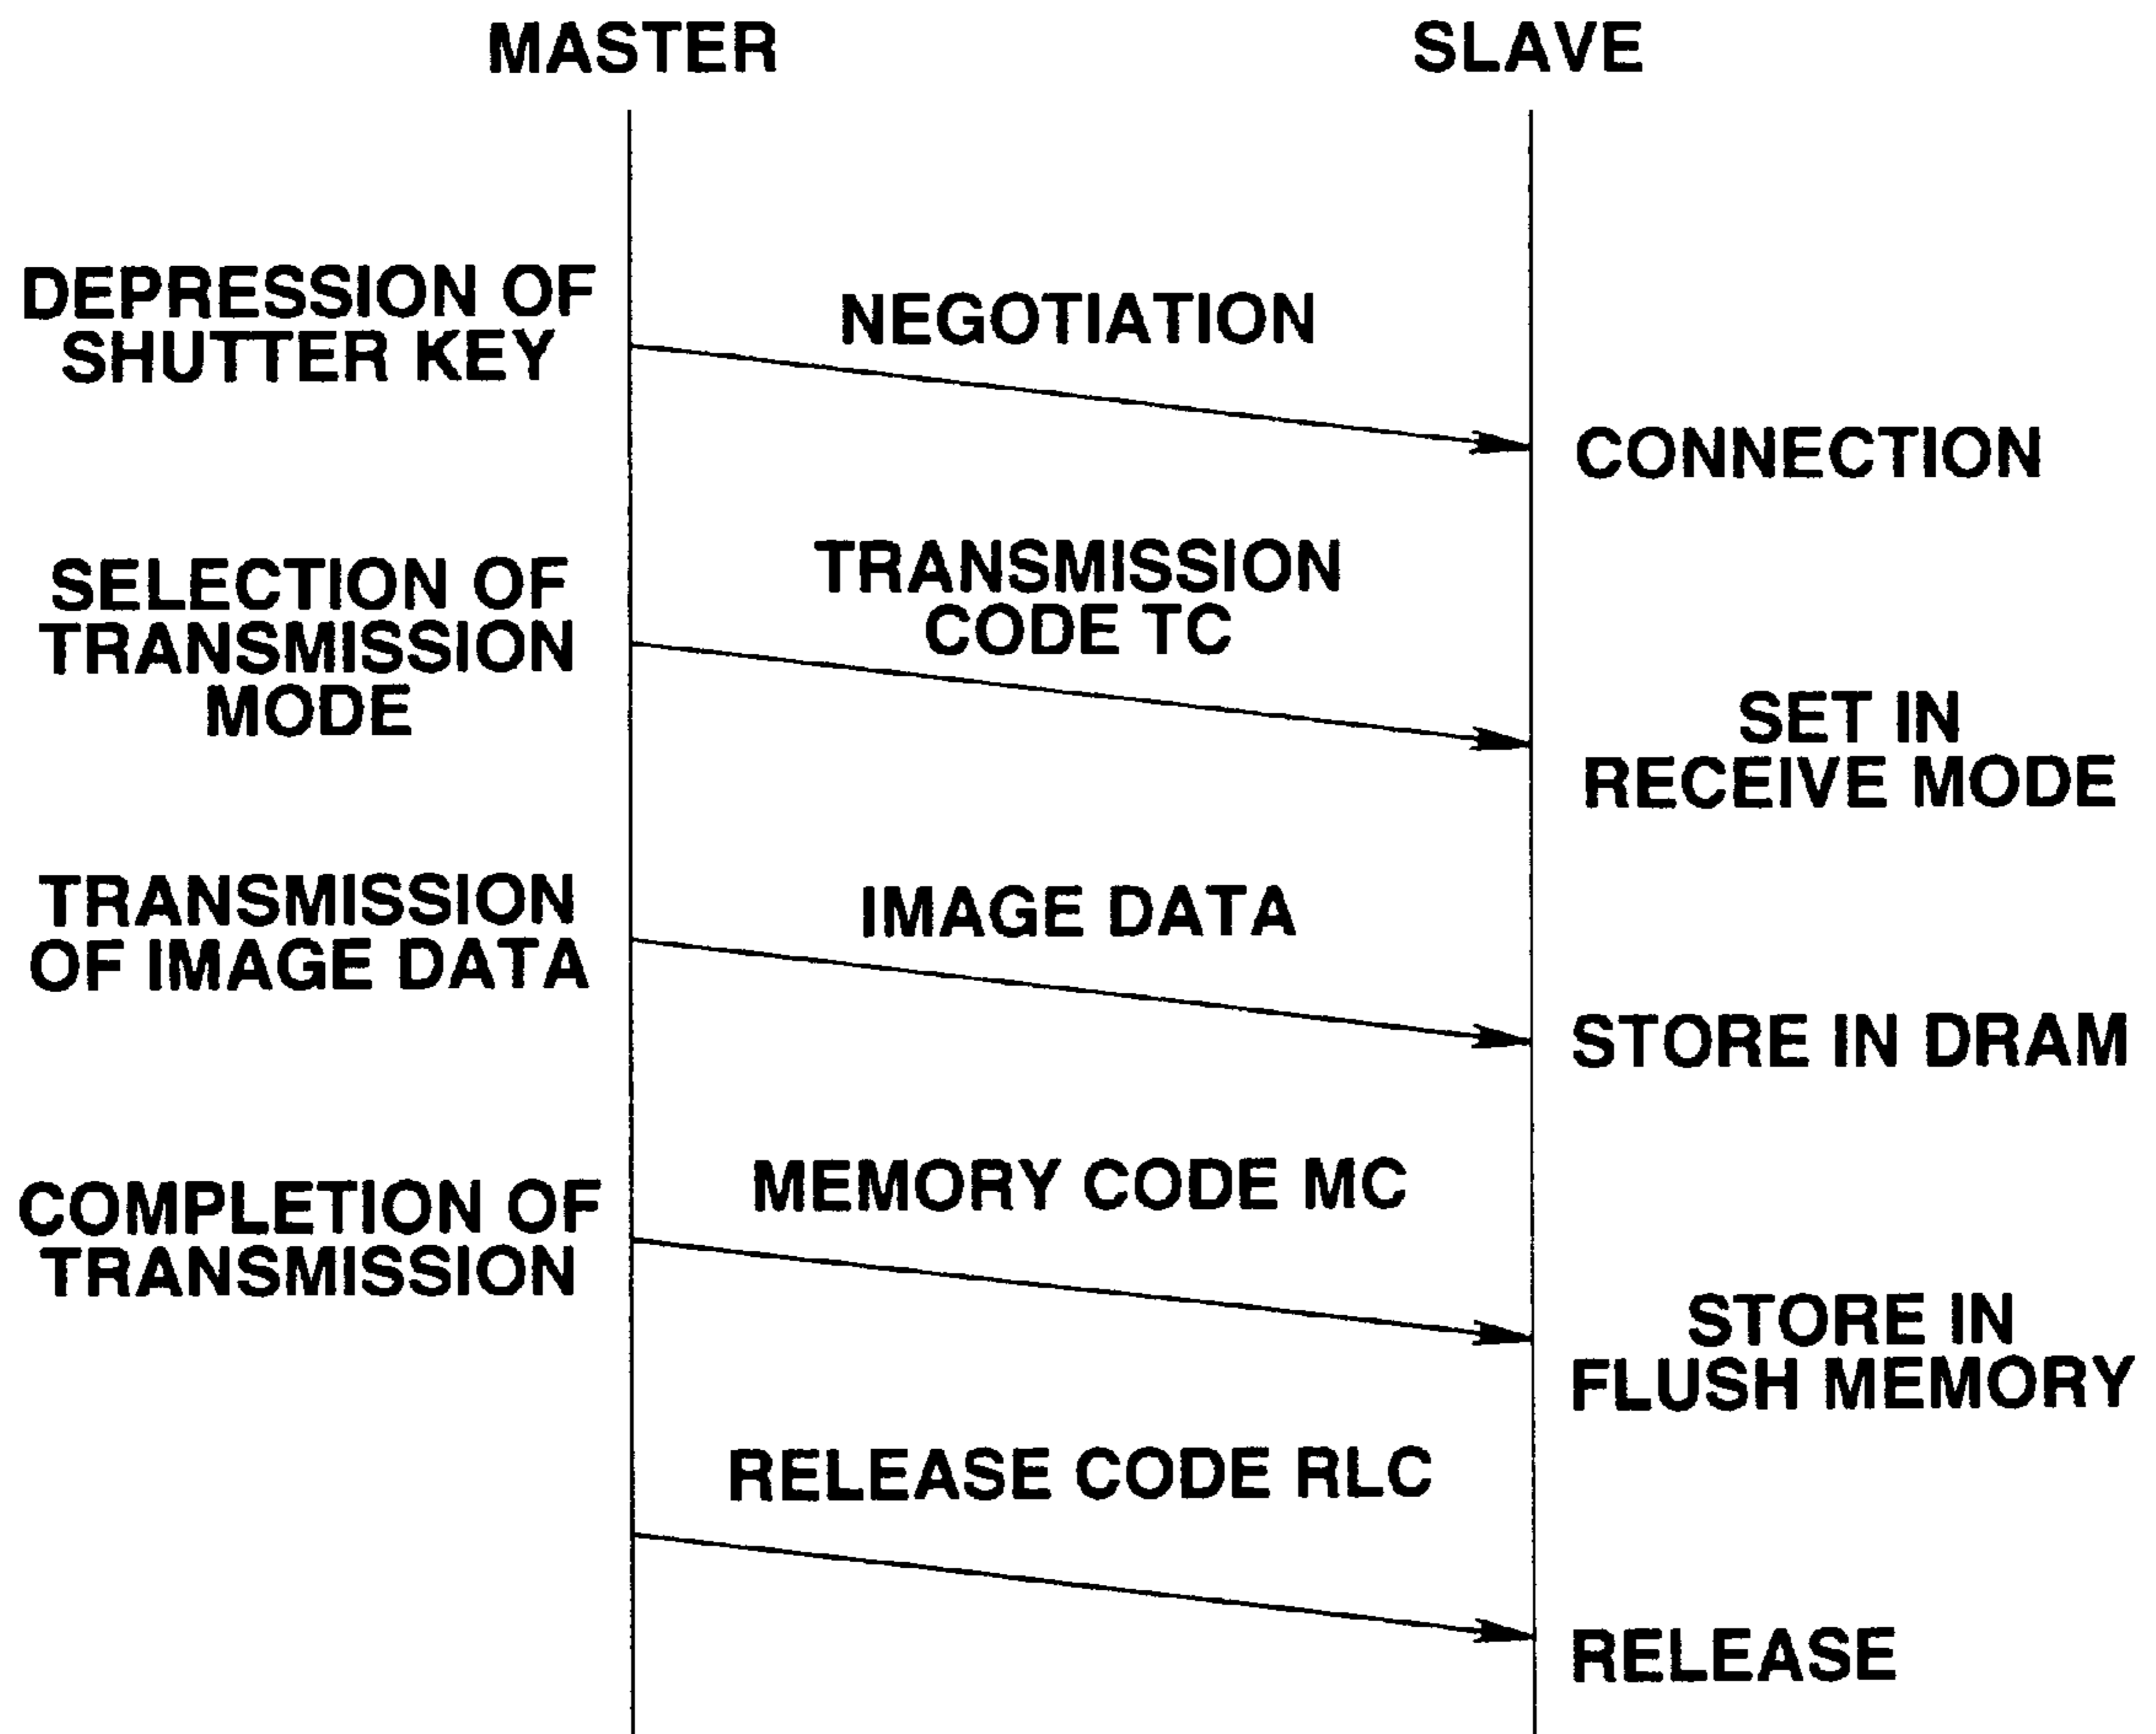 MASTER
SLAVE
DEPRESSION OF
SHUTTER KEY
NEGOTIATION
CONNECTION
SELECTION OF
TRANSMISSION
MODE
TRANSMISSION
CODE TC
SET IN
RECEIVE MODE
TRANSMISSION
OF IMAGE DATA
IMAGE DATA
STORE IN DRAM
COMPLETION OF
TRANSMISSION
MEMORY CODE MC
STORE IN
FLUSH MEMORY
RELEASE CODE RLC
RELEASE